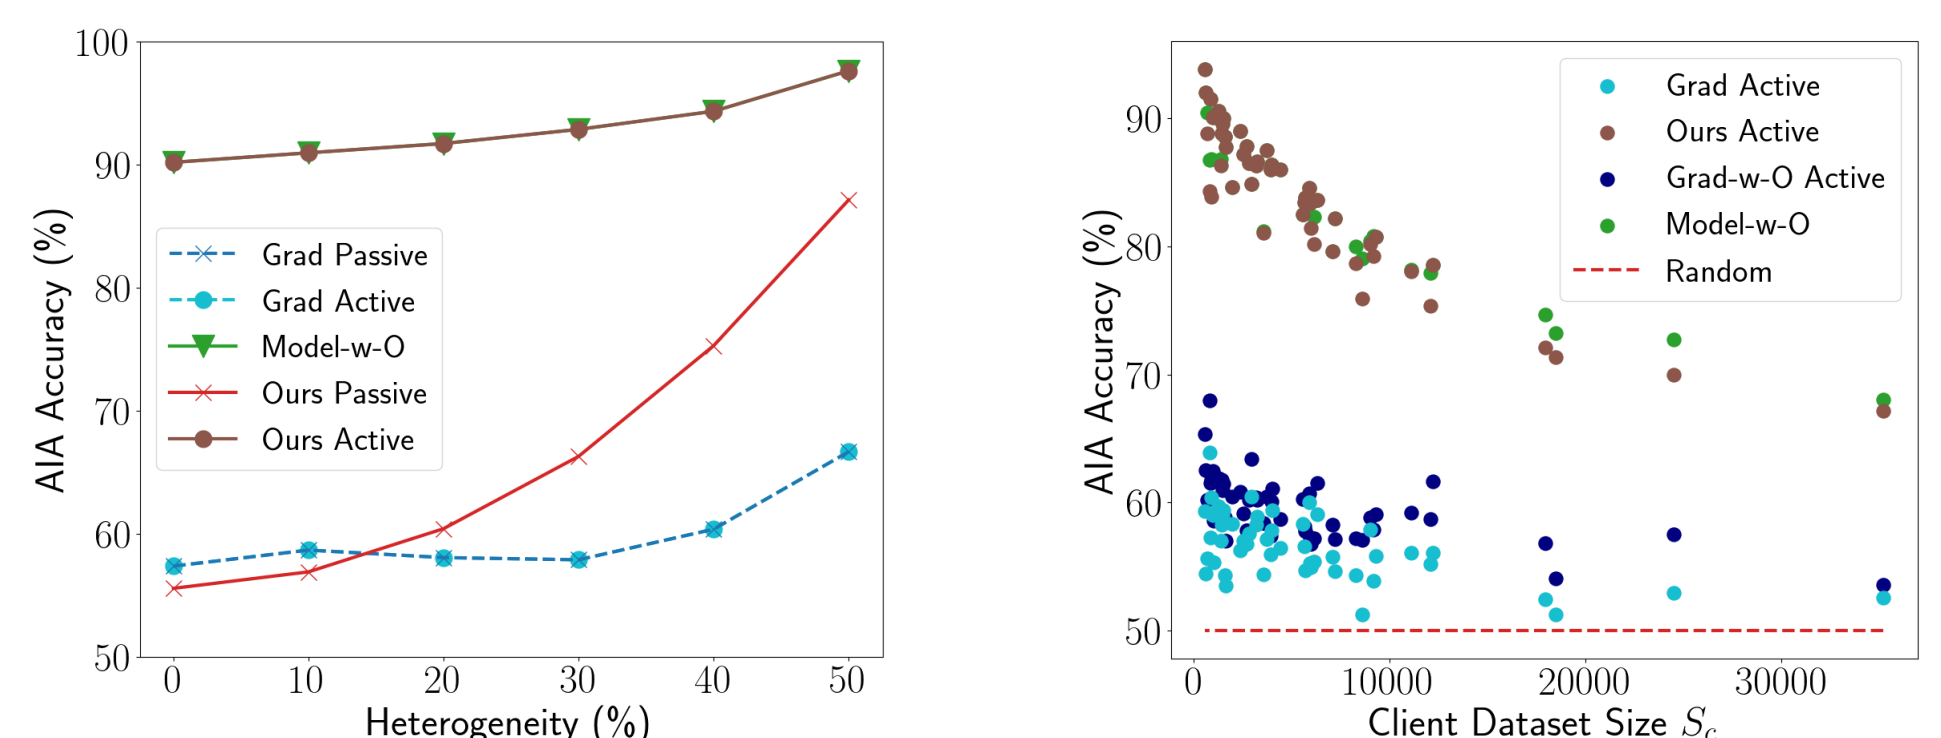 100
90
80
70
60
50
AIA Accuracy (%)
Grad Passive
Grad Active
Model-w-O
Ours Passive
Ours Active
0 10 20 30 40 50
Heterogeneity (%)
90
80
70
60
50
AIA Accuracy (%)
Grad Active
Ours Active
Grad-w-O Active
Model-w-O
Random
0 10000 20000 30000
Client Dataset Size S_c